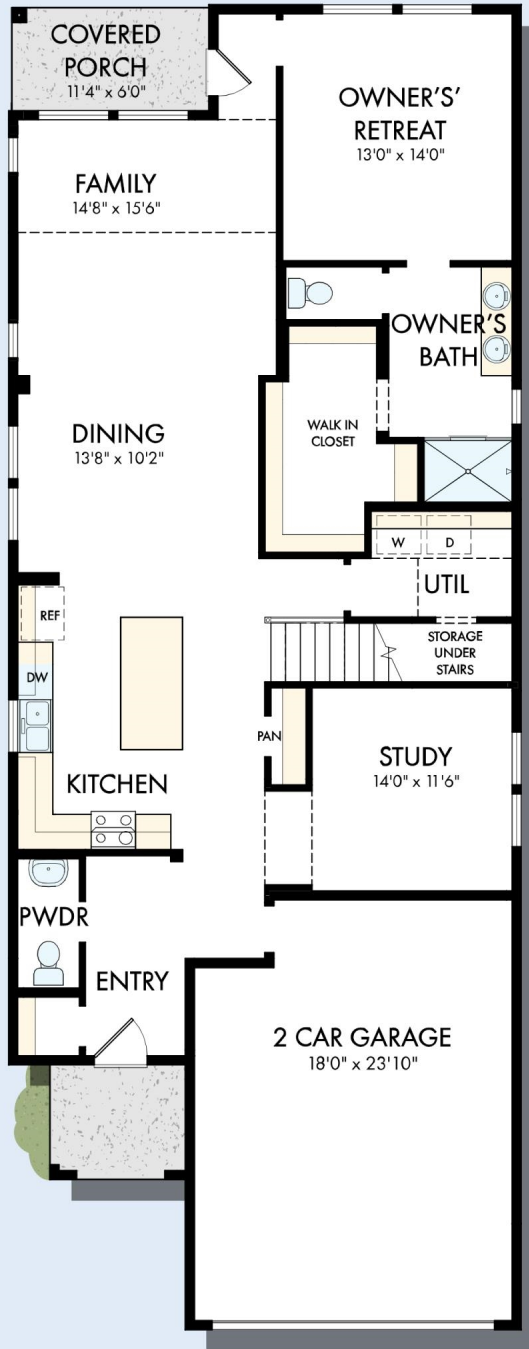 COVERED
PORCH
11'4" x 6'0"
OWNER'S'
RETREAT
13'0" x 14'0"
FAMILY
14'8" x 15'6"
OWNER'S
BATH
WALK IN
CLOSET
DINING
13'8" x 10'2"
W
D
UTIL
REF
STORAGE
UNDER
STAIRS
DW
PAN
STUDY
14'0" x 11'6"
KITCHEN
PWDR
ENTRY
2 CAR GARAGE
18'0" x 23'10"